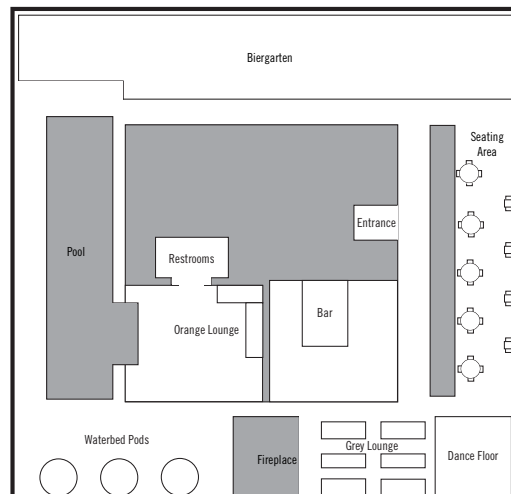 Biergarten
Seating
Area
Entrance
Pool
Restrooms
Bar
Orange Lounge
Waterbed Pods
Fireplace
Grey Lounge
Dance Floor